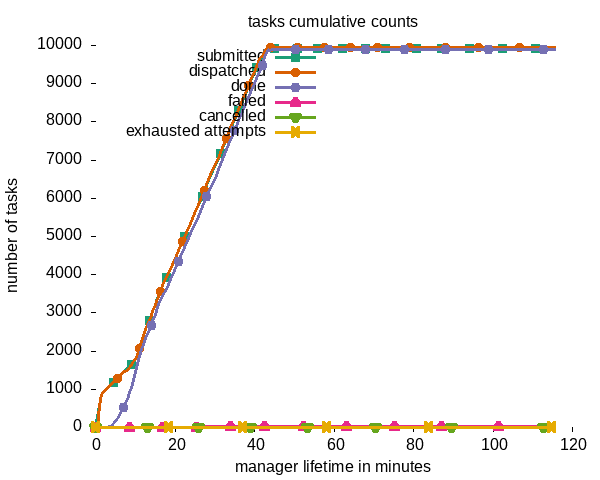 tasks cumulative counts
10000
9000
8000
7000
6000
5000
4000
3000
2000
1000
0
submitted
dispatched
done
failed
cancelled
exhausted attempts
number of tasks
0 20 40 60 80 100 120
manager lifetime in minutes